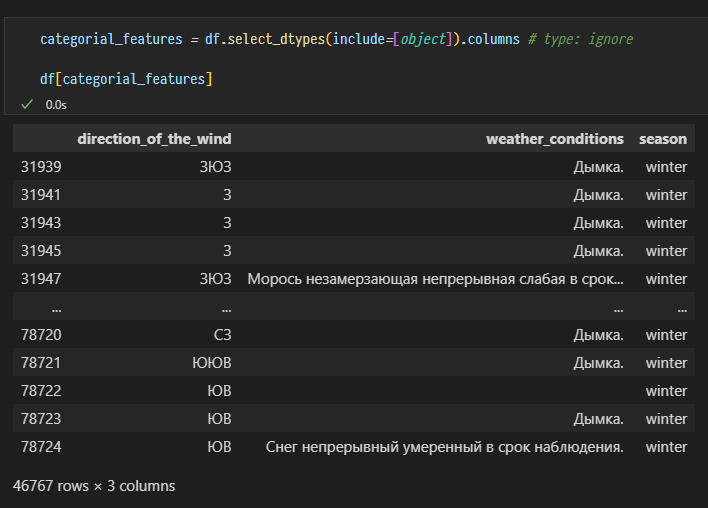 categorial_features = df.select_dtypes(include=[object]).columns # type: ignore
df[categorial_features]
0.0s
direction_of_the_wind weather_conditions season
31939 ЗЮЗ Дымка. winter
31941 З Дымка. winter
31943 З Дымка. winter
31945 З Дымка. winter
31947 ЗЮЗ Морось незамерзающая непрерывная слабая в срок... winter
... ... ... ...
78720 СЗ Дымка. winter
78721 ЮЮВ Дымка. winter
78722 ЮВ winter
78723 ЮВ Дымка. winter
78724 ЮВ Снег непрерывный умеренный в срок наблюдения. winter
46767 rows × 3 columns